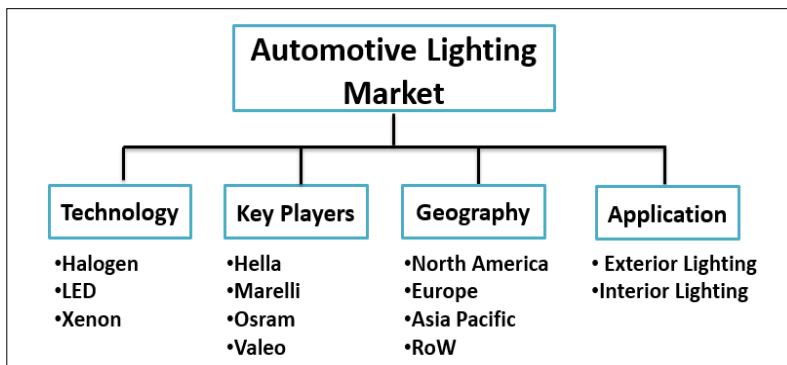 Automotive Lighting
Market
Technology
•Halogen
•LED
•Xenon
Key Players
•Hella
•Marelli
•Osram
•Valeo
Geography
•North America
•Europe
•Asia Pacific
•RoW
Application
• Exterior Lighting
•Interior Lighting